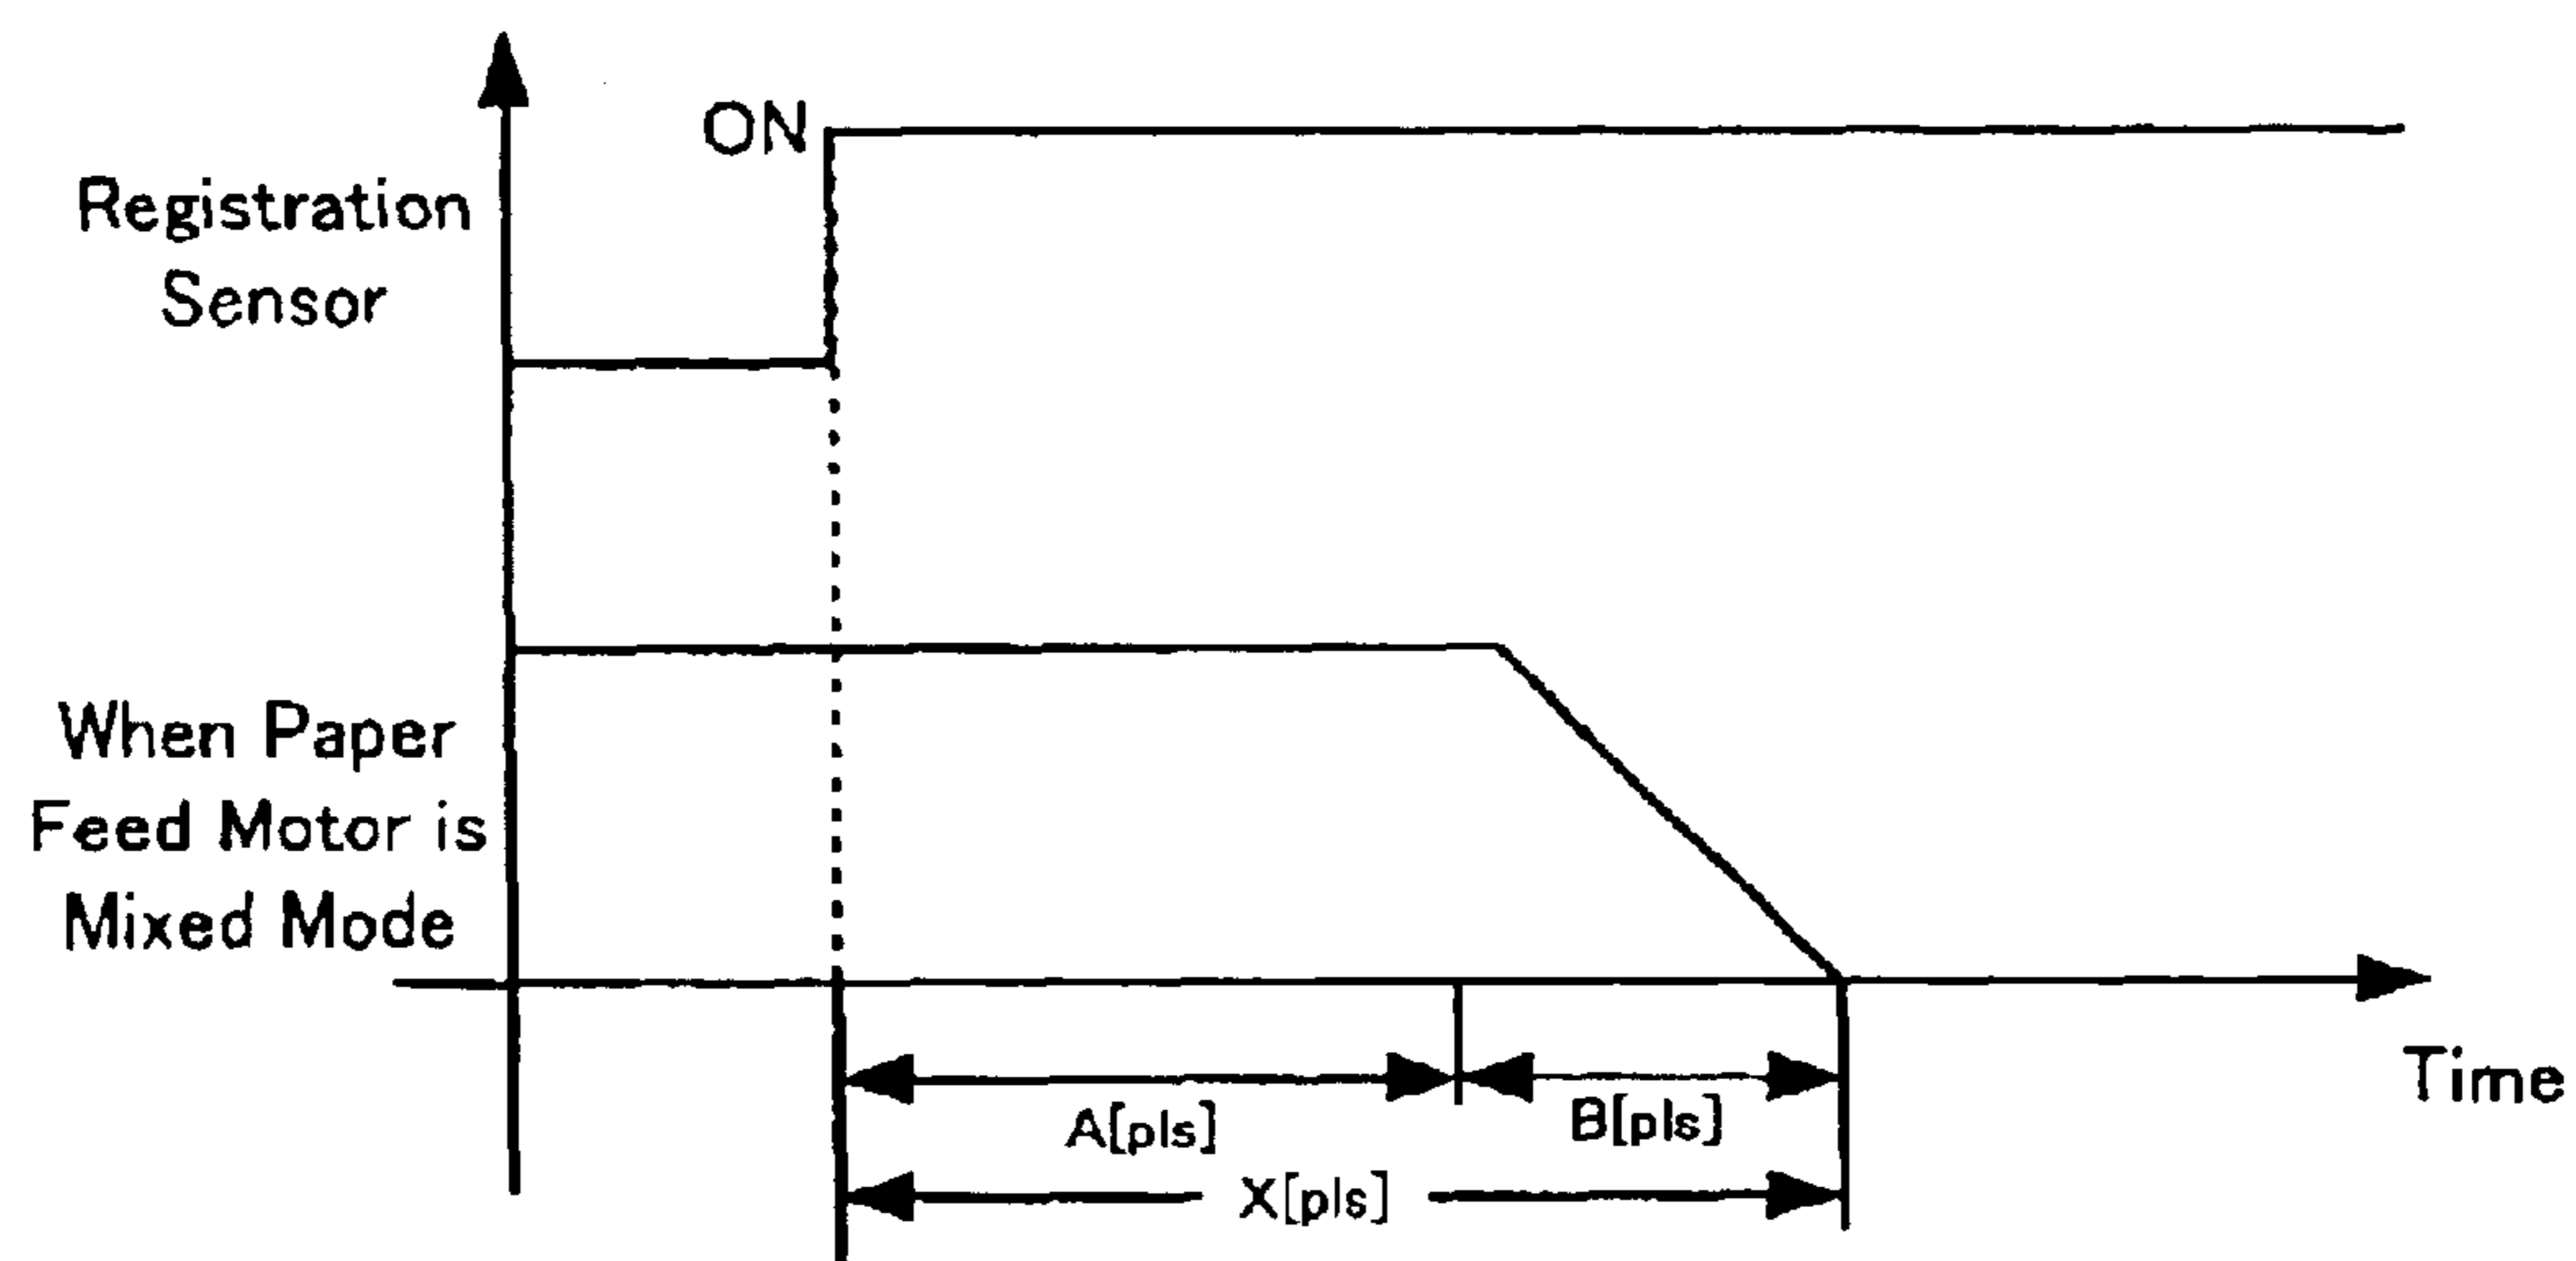 ON
Registration
Sensor
When Paper
Feed Motor is
Mixed Mode
Time
A[pls]
B[pls]
X[pls]